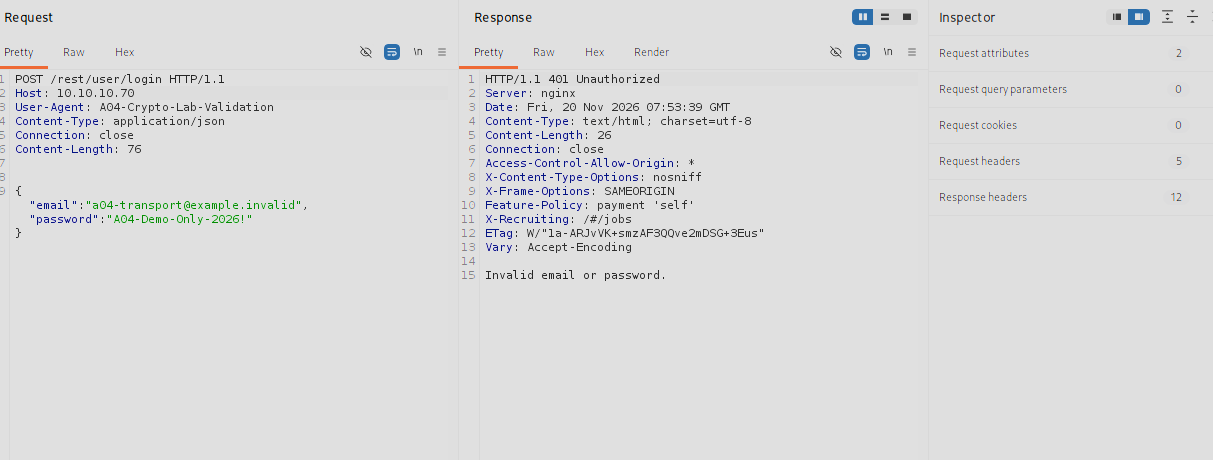 Request
Pretty Raw Hex \n
1 POST /rest/user/login HTTP/1.1
2 Host: 10.10.10.70
3 User-Agent: A04-Crypto-Lab-Validation
4 Content-Type: application/json
5 Connection: close
6 Content-Length: 76
7
8
9 {
"email":"a04-transport@example.invalid",
"password":"A04-Demo-Only-2026!"
}
Response
Pretty Raw Hex Render \n
1 HTTP/1.1 401 Unauthorized
2 Server: nginx
3 Date: Fri, 20 Nov 2026 07:53:39 GMT
4 Content-Type: text/html; charset=utf-8
5 Content-Length: 26
6 Connection: close
7 Access-Control-Allow-Origin: *
8 X-Content-Type-Options: nosniff
9 X-Frame-Options: SAMEORIGIN
10 Feature-Policy: payment 'self'
11 X-Recruiting: /#/jobs
12 ETag: W/"1a-ARJvVK+smzAF3QQve2mDSG+3Eus"
13 Vary: Accept-Encoding
14
15 Invalid email or password.
Inspector
Request attributes 2
Request query parameters 0
Request cookies 0
Request headers 5
Response headers 12